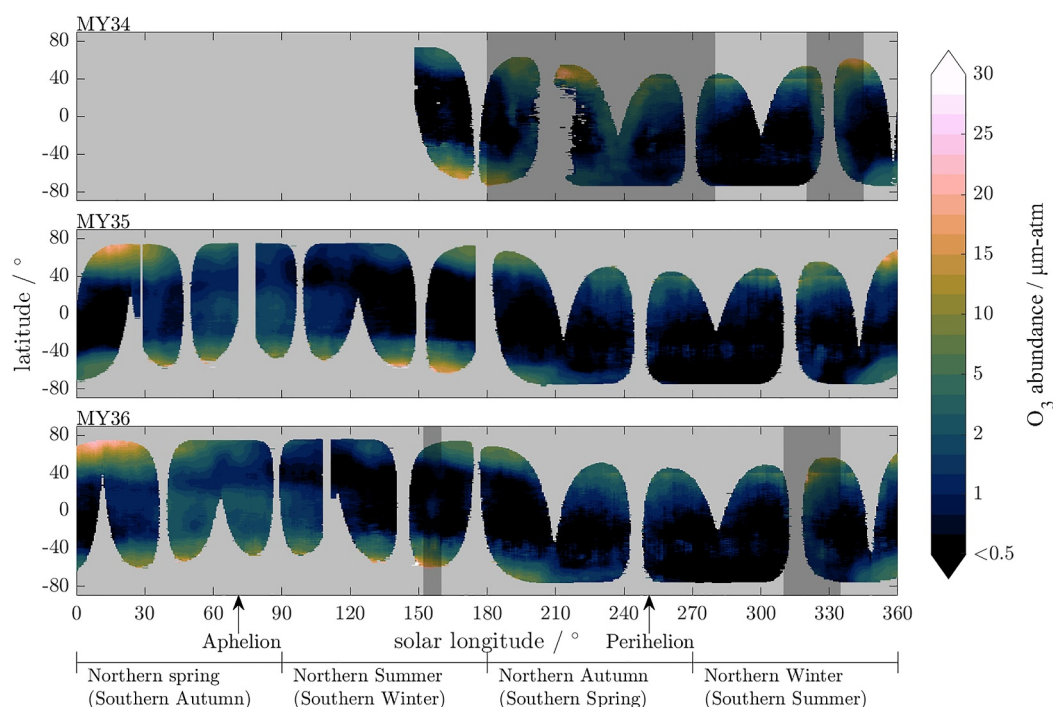 MY34
80
40
0
-40
-80
MY35
80
40
0
-40
-80
MY36
80
40
0
-40
-80
latitude / °
0 30 60 90 120 150 180 210 240 270 300 330 360
Aphelion
solar longitude / °
Perihelion
Northern spring
(Southern Autumn)
Northern Summer
(Southern Winter)
Northern Autumn
(Southern Spring)
Northern Winter
(Southern Summer)
30
25
20
15
10
5
2
1
<0.5
O3 abundance / μm-atm